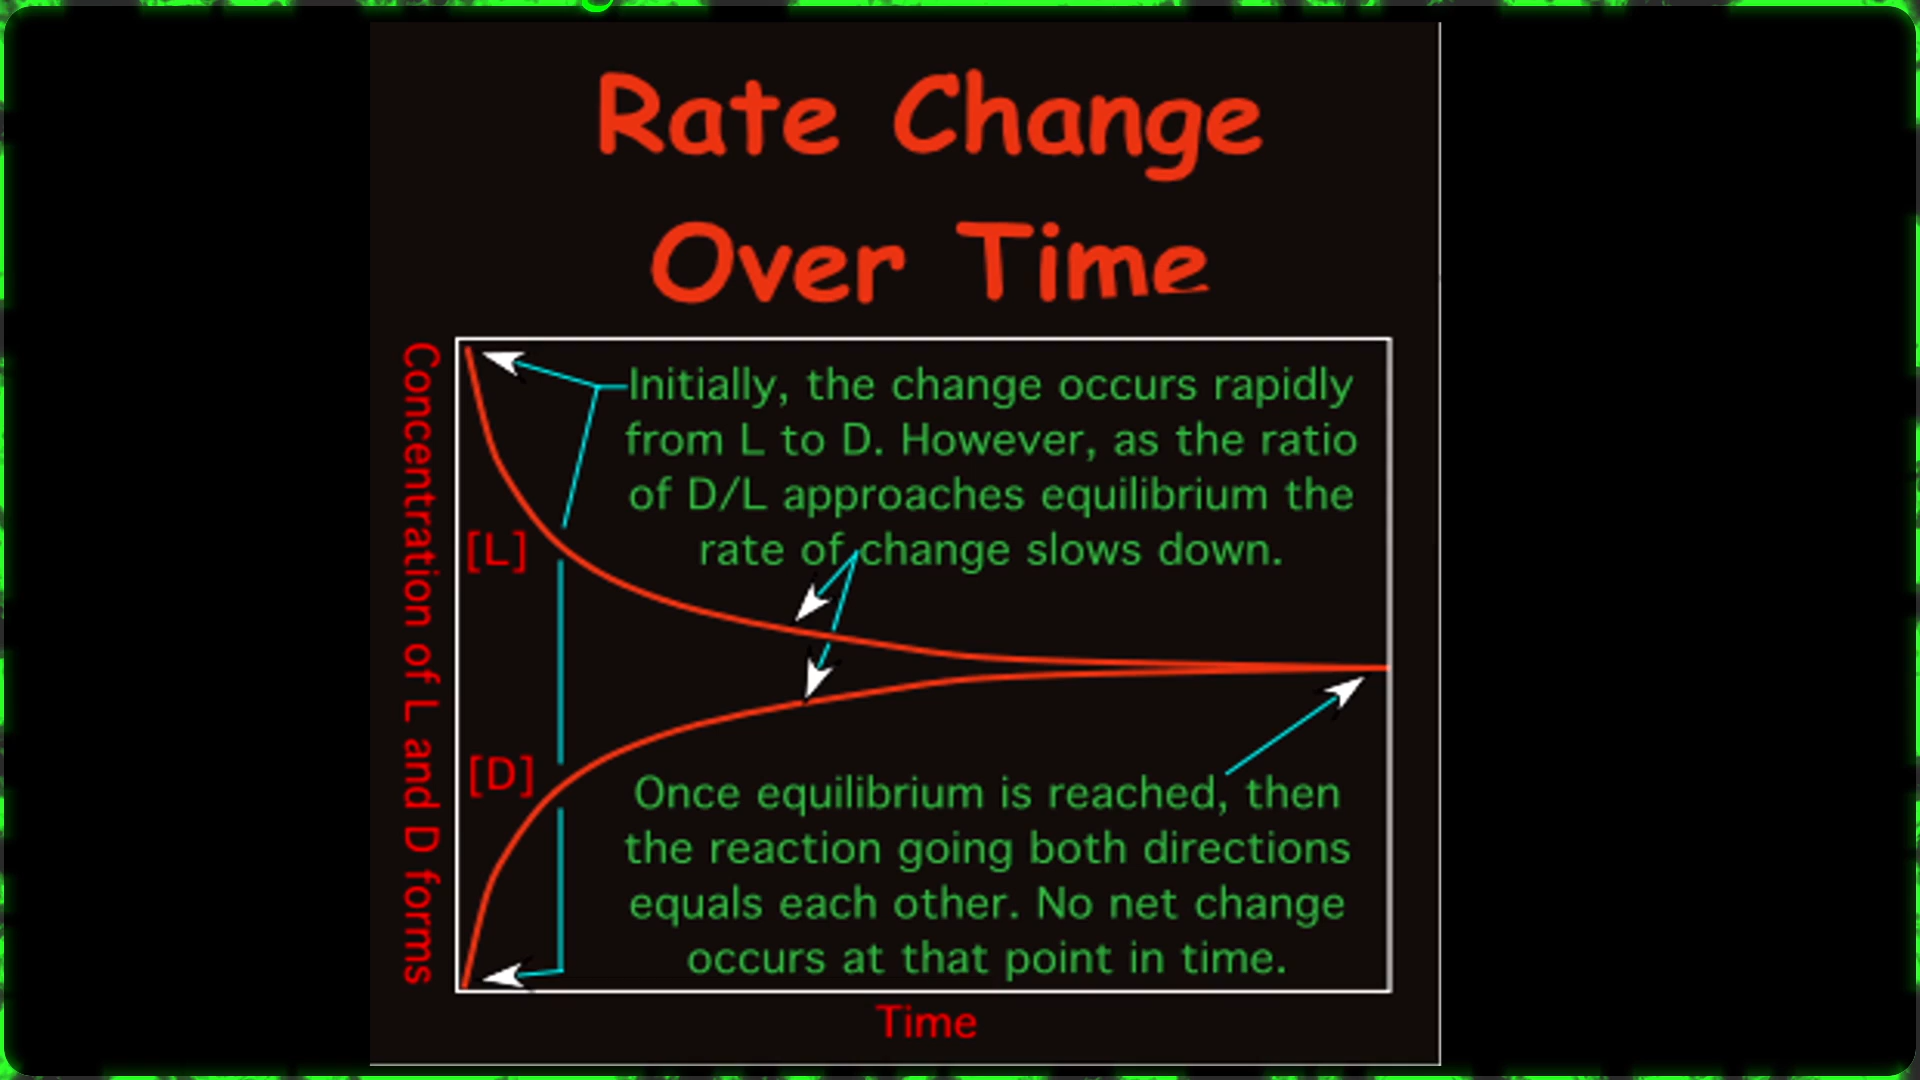 Rate Change
Over Time
Concentration of L and D forms
Initially, the change occurs rapidly
from L to D. However, as the ratio
of D/L approaches equilibrium the
rate of change slows down.
[L]
[D]
Once equilibrium is reached, then
the reaction going both directions
equals each other. No net change
occurs at that point in time.
Time